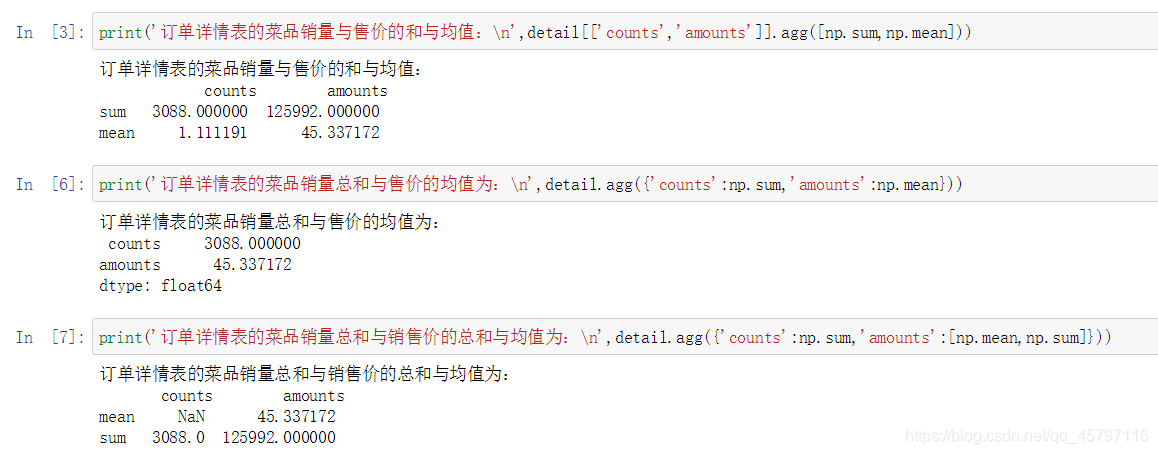 In [3]: print('订单详情表的菜品销量与售价的和与均值：\n',detail[['counts','amounts']].agg([np.sum,np.mean]))
订单详情表的菜品销量与售价的和与均值：
counts amounts
sum 3088.000000 125992.000000
mean 1.111191 45.337172
In [6]: print('订单详情表的菜品销量总和与售价的均值为：\n',detail.agg({'counts':np.sum,'amounts':np.mean}))
订单详情表的菜品销量总和与售价的均值为：
counts 3088.000000
amounts 45.337172
dtype: float64
In [7]: print('订单详情表的菜品销量总和与销售价的总和与均值为：\n',detail.agg({'counts':np.sum,'amounts':[np.mean,np.sum]}))
订单详情表的菜品销量总和与销售价的总和与均值为：
counts amounts
mean NaN 45.337172
sum 3088.0 125992.000000
https://blog.csdn.net/qq_45797116